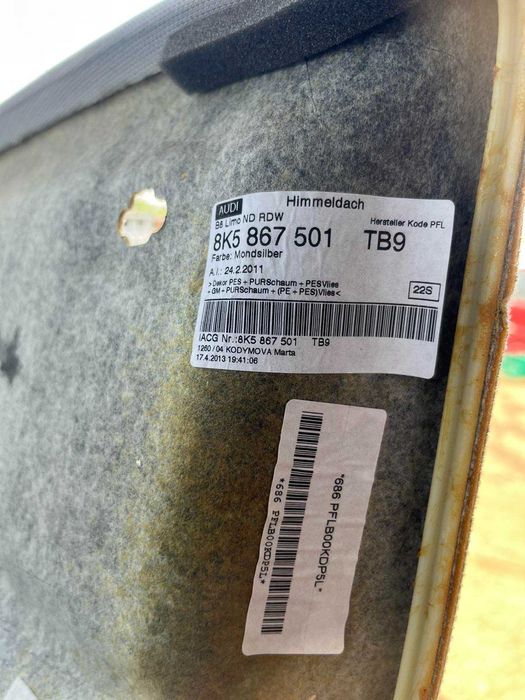 AUDI Himmeldach
B8 Limo ND RDW Hersteller Kode PFL
8K5 867 501 TB9
Farbe: Mondsilber
A.I.: 24.2.2011
>Dekor PES + PURSchaum + PESVlies
+ GM + PURSchaum + (PE + PES)Vlies< 22S
IACG Nr.:8K5 867 501 TB9
1260 / 04 KODYMOVA Marta
17.4.2013 19:41:06
*686 PFLB00KDP5L*
*686 PFLB00KDP5L*